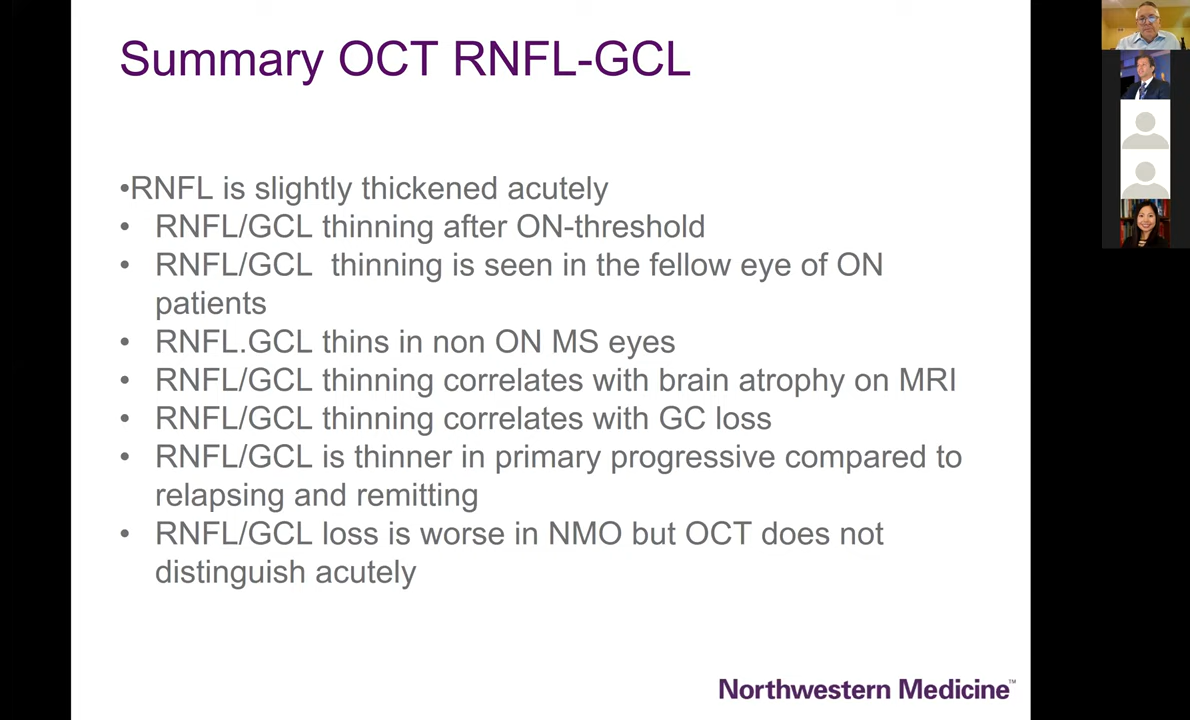 Summary OCT RNFL-GCL
•RNFL is slightly thickened acutely
• RNFL/GCL thinning after ON-threshold
• RNFL/GCL thinning is seen in the fellow eye of ON
patients
• RNFL.GCL thins in non ON MS eyes
• RNFL/GCL thinning correlates with brain atrophy on MRI
• RNFL/GCL thinning correlates with GC loss
• RNFL/GCL is thinner in primary progressive compared to
relapsing and remitting
• RNFL/GCL loss is worse in NMO but OCT does not
distinguish acutely
Northwestern Medicine™